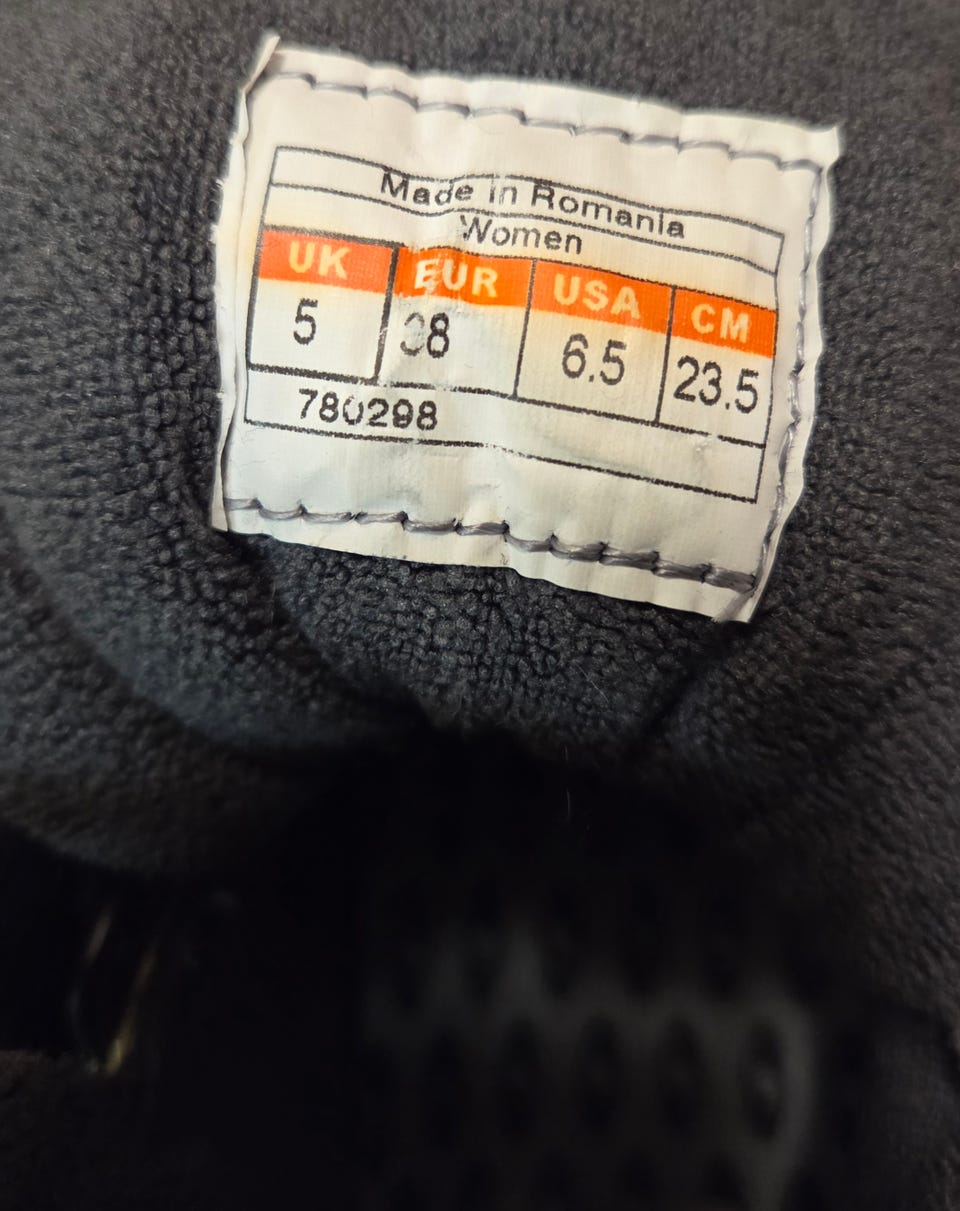 Made in Romania
Women
UK EUR USA CM
5 38 6.5 23.5
780298